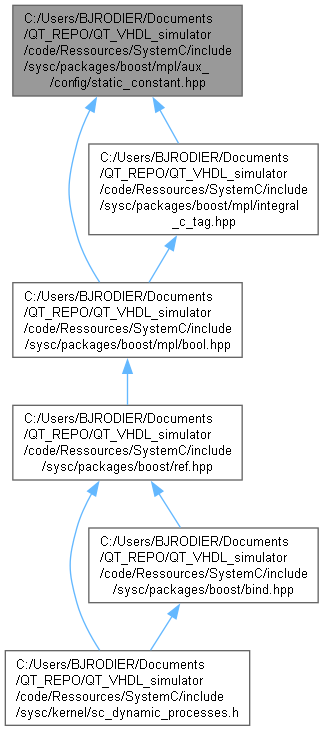 C:/Users/BJRODIER/Documents
/QT_REPO/QT_VHDL_simulator
/code/Ressources/SystemC/include
/sysc/packages/boost/mpl/aux_
/config/static_constant.hpp
C:/Users/BJRODIER/Documents
/QT_REPO/QT_VHDL_simulator
/code/Ressources/SystemC/include
/sysc/packages/boost/mpl/integral
_c_tag.hpp
C:/Users/BJRODIER/Documents
/QT_REPO/QT_VHDL_simulator
/code/Ressources/SystemC/include
/sysc/packages/boost/mpl/bool.hpp
C:/Users/BJRODIER/Documents
/QT_REPO/QT_VHDL_simulator
/code/Ressources/SystemC/include
/sysc/packages/boost/ref.hpp
C:/Users/BJRODIER/Documents
/QT_REPO/QT_VHDL_simulator
/code/Ressources/SystemC/include
/sysc/packages/boost/bind.hpp
C:/Users/BJRODIER/Documents
/QT_REPO/QT_VHDL_simulator
/code/Ressources/SystemC/include
/sysc/kernel/sc_dynamic_processes.h